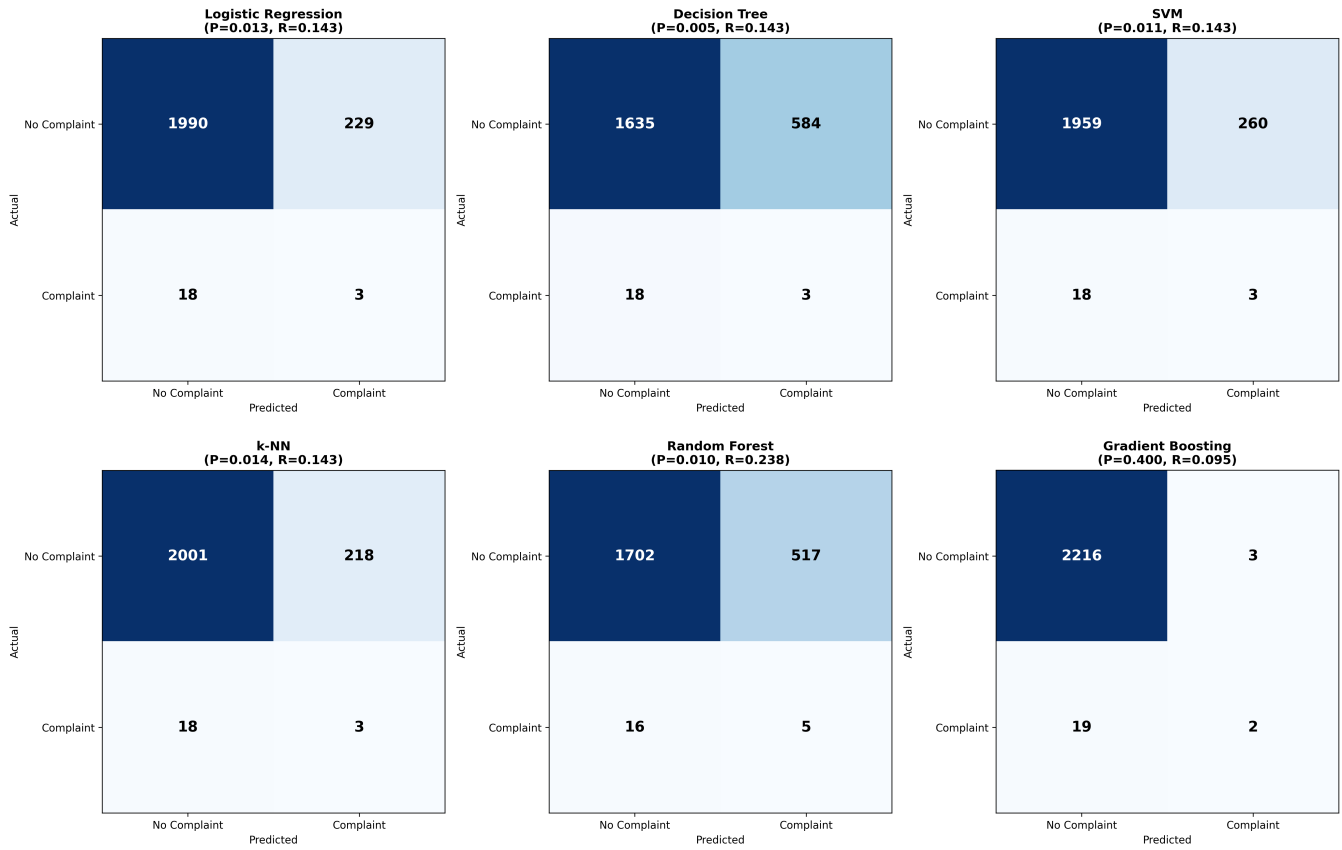 Logistic Regression
(P=0.013, R=0.143)
Actual
No Complaint
1990
229
Complaint
18
3
No Complaint
Complaint
Predicted
Decision Tree
(P=0.005, R=0.143)
Actual
No Complaint
1635
584
Complaint
18
3
No Complaint
Complaint
Predicted
SVM
(P=0.011, R=0.143)
Actual
No Complaint
1959
260
Complaint
18
3
No Complaint
Complaint
Predicted
k-NN
(P=0.014, R=0.143)
Actual
No Complaint
2001
218
Complaint
18
3
No Complaint
Complaint
Predicted
Random Forest
(P=0.010, R=0.238)
Actual
No Complaint
1702
517
Complaint
16
5
No Complaint
Complaint
Predicted
Gradient Boosting
(P=0.400, R=0.095)
Actual
No Complaint
2216
3
Complaint
19
2
No Complaint
Complaint
Predicted